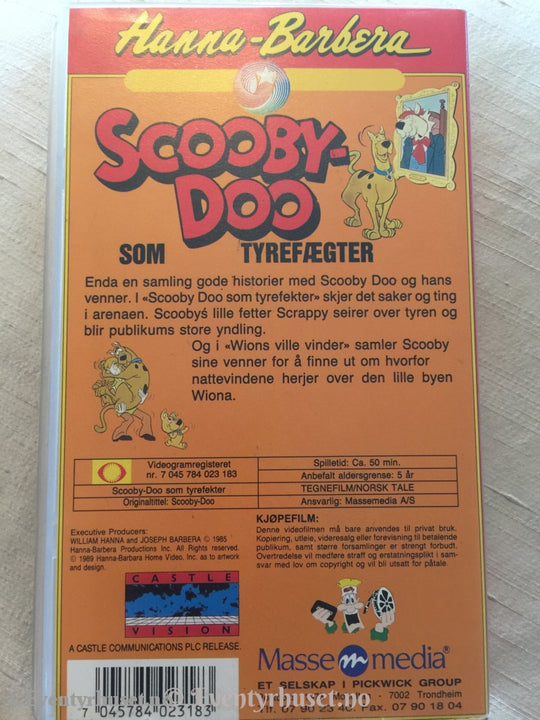 Hanna-Barbera
SCOOBY-
DOO
SOM TYREFÆGTER
Enda en samling gode historier med Scooby Doo og hans
venner. I «Scooby Doo som tyrefekter» skjer det saker og ting
i arenaen. Scoobyś lille fetter Scrappy seirer over tyren og
blir publikums store yndling.
Og i «Wions ville vinder» samler Scooby
sine venner for å finne ut om hvorfor
nattevindene herjer over den lille byen
Wiona.
Videogramregisteret
nr. 7 045 784 023 183
Scooby-Doo som tyrefekter
Originaltittel: Scooby-Doo
Spilletid: Ca. 50 min.
Anbefalt aldersgrense: 5 år
TEGNEFILM/NORSK TALE
Ansvarlig: Massemedia A/S
Executive Producers:
WILLIAM HANNA and JOSEPH BARBERA © 1985
Hanna-Barbera Productions Inc. All Rights reserved.
© 1989 Hanna-Barbara Home Video, Inc. as to artwork
and design.
CASTLE
VISION
A CASTLE COMMUNICATIONS PLC RELEASE.
KJØPEFILM:
Denne videofilmen må bare anvendes til privat bruk.
Kopiering, utleie, videresalg eller forevisning til betalende
publikum, samt større forsamlinger er strengt forbudt.
Overtredelse vil medføre straff og erstatningsplikt i sam-
svar med lov om copyright og vil bli utsatt for påtale.
Masse m media®
ET SELSKAP I PICKWICK GROUP
7002 Trondheim
Tlf. 07 90 23 40 Fax. 07 90 18 04
7 045784 023183
Eventyrhuset.no